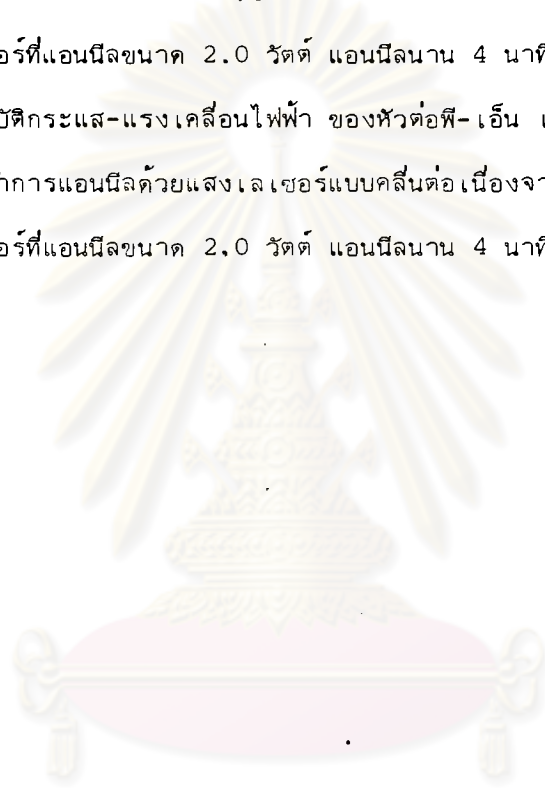 อร์ที่แอนนีลขนาด 2.0 วัตต์ แอนนีลนาน 4 นาที
บัติกระแส-แรงเคลื่อนไฟฟ้า ของหัวต่อพี-เอ็น
การแอนนีลด้วยแสงเลเซอร์แบบคลื่นต่อเนื่องจา
อร์ที่แอนนีลขนาด 2.0 วัตต์ แอนนีลนาน 4 นาที